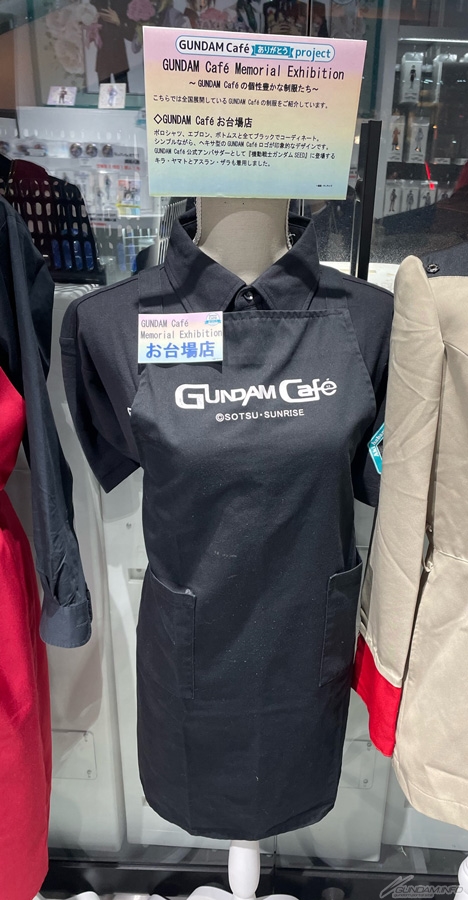 GUNDAM Café ありがとう project
GUNDAM Café Memorial Exhibition
～ GUNDAM Caféの個性豊かな制服たち～
こちらでは全国展開しているGUNDAM Caféの制服をご紹介しています。
◇GUNDAM Caféお台場店
ポロシャツ、エプロン、ボトムスと全てブラックでコーディネート。
シンプルながら、ヘキサ型のGUNDAM Caféロゴが印象的なデザインです。
GUNDAM Café公式アンバサダーとして『機動戦士ガンダムSEED』に登場する
キラ・ヤマトとアスラン・ザラも着用しました。
GUNDAM Café
Memorial Exhibition
お台場店
GUNDAM Café
©SOTSU・SUNRISE
GUNDAM.INFO